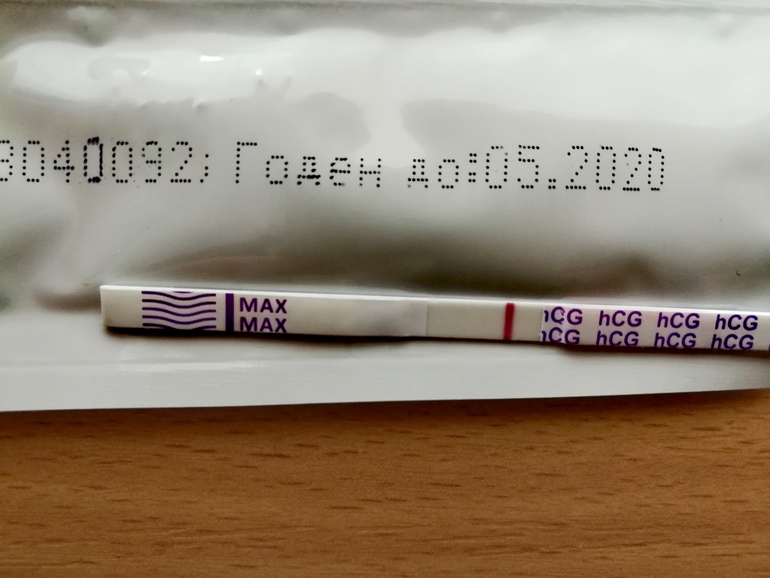 3040092; Годен до:05.2020
MAX
MAX
hCG hCG hCG hCG
hCG hCG hCG hCG